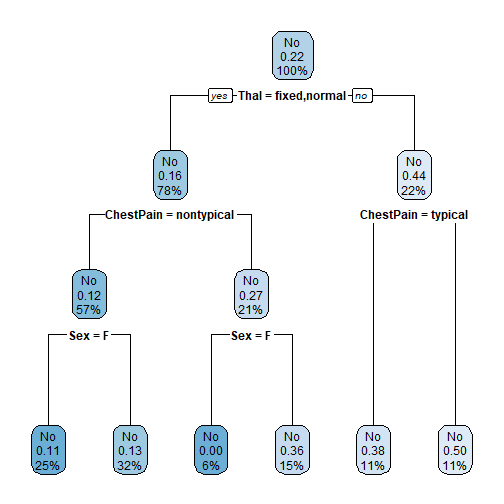 No
0.22
100%
yes Thal = fixed,normal no
No
0.16
78%
No
0.44
22%
ChestPain = nontypical
ChestPain = typical
No
0.12
57%
No
0.27
21%
Sex = F
Sex = F
No
0.11
25%
No
0.13
32%
No
0.00
6%
No
0.36
15%
No
0.38
11%
No
0.50
11%